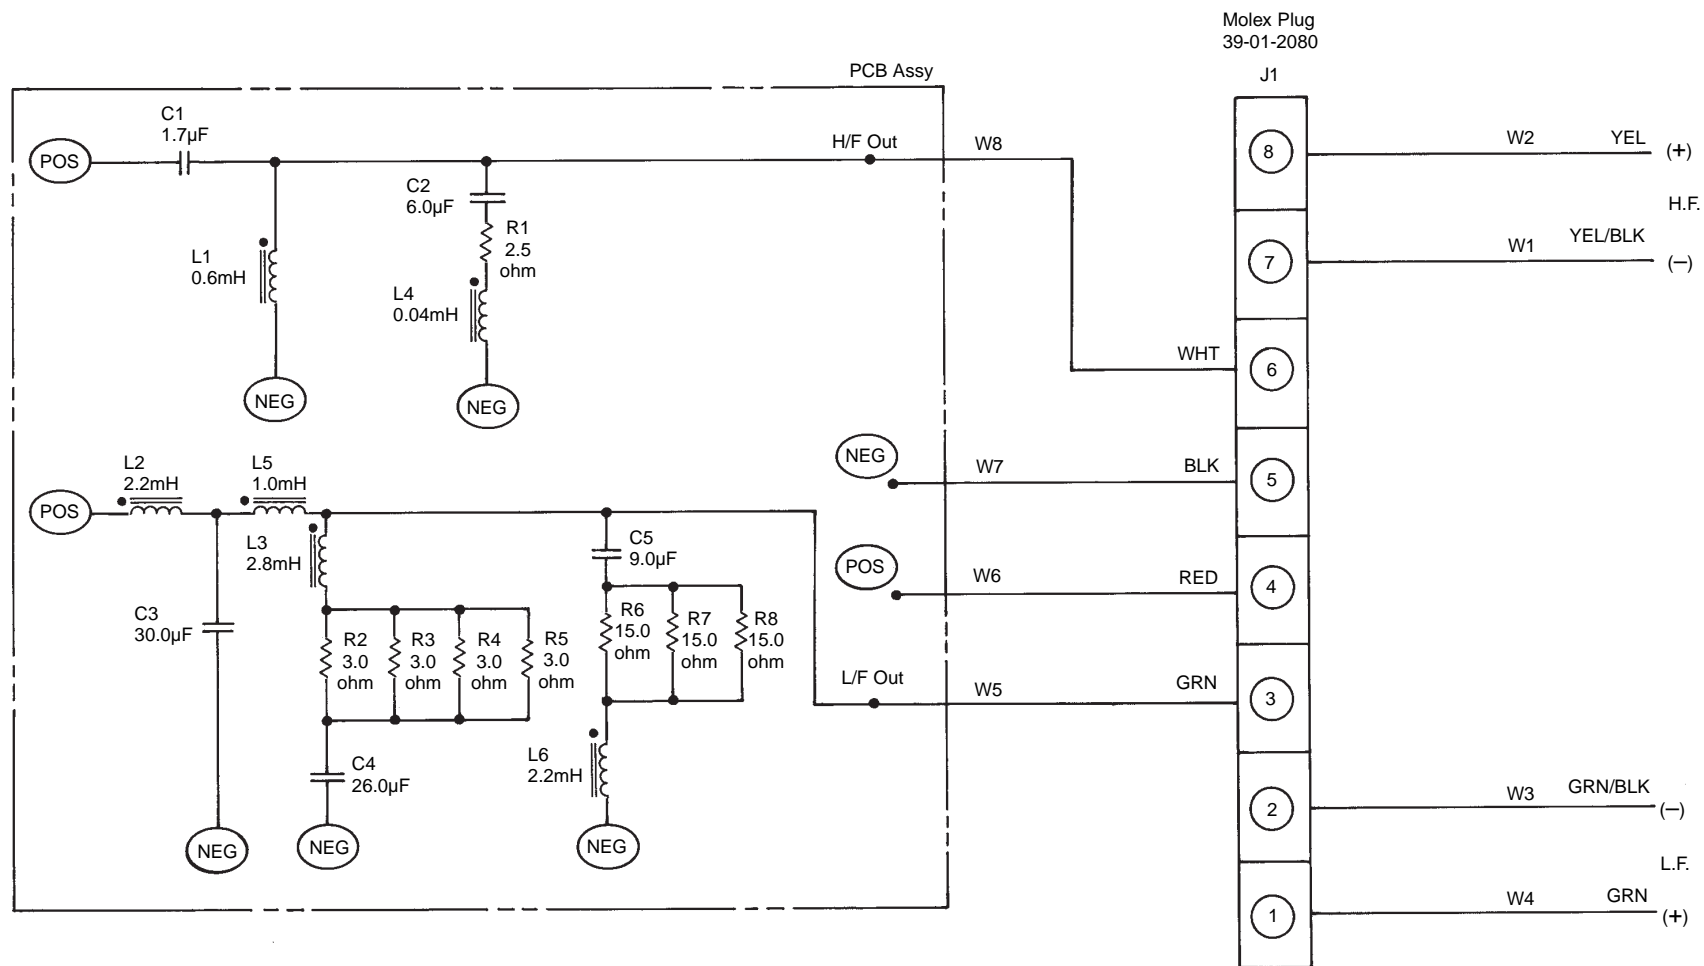 Molex Plug
39-01-2080
J1
PCB Assy
C1
1.7µF
POS
H/F Out
W8
8
W2
YEL
(+)
C2
6.0µF
H.F.
R1
2.5
ohm
L1
0.6mH
7
W1
YEL/BLK
(–)
L4
0.04mH
WHT
6
NEG
NEG
NEG
W7
BLK
5
L2
2.2mH
L5
1.0mH
POS
L3
2.8mH
C5
9.0µF
POS
W6
RED
4
C3
30.0µF
R2
3.0
ohm
R3
3.0
ohm
R4
3.0
ohm
R5
3.0
ohm
R6
15.0
ohm
R7
15.0
ohm
R8
15.0
ohm
L/F Out
W5
GRN
3
C4
26.0µF
L6
2.2mH
2
W3
GRN/BLK
(–)
NEG
NEG
NEG
L.F.
1
W4
GRN
(+)